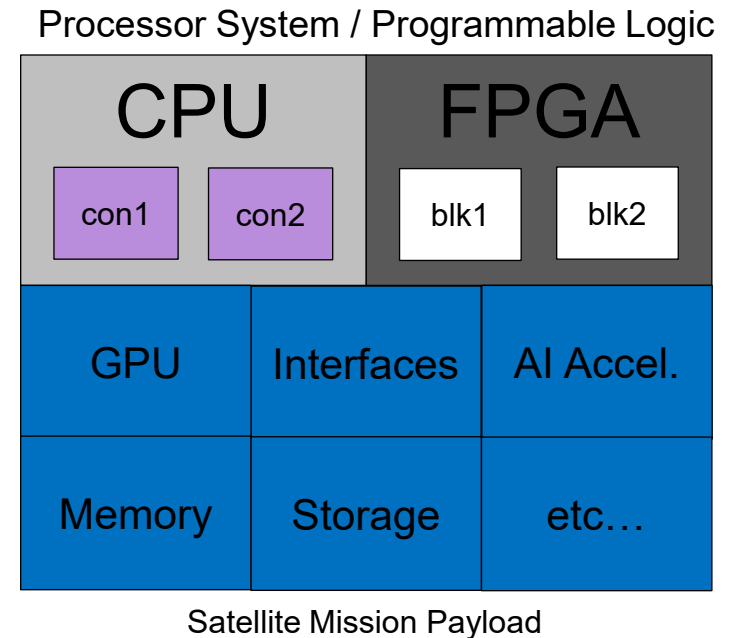 Processor System / Programmable Logic
CPU
FPGA
con1
con2
blk1
blk2
GPU
Interfaces
AI Accel.
Memory
Storage
etc…
Satellite Mission Payload